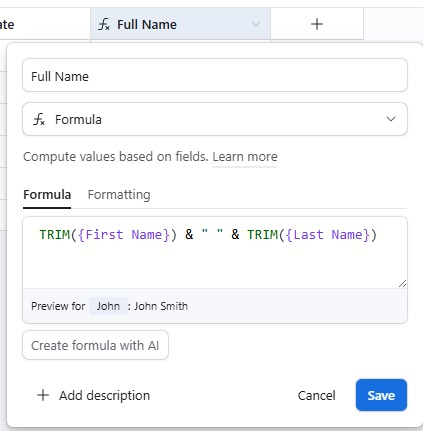 ate
Full Name
+
Full Name
Formula
Compute values based on fields. Learn more
Formula Formatting
TRIM({First Name}) & " " & TRIM({Last Name})
Preview for John : John Smith
Create formula with AI
+ Add description Cancel Save